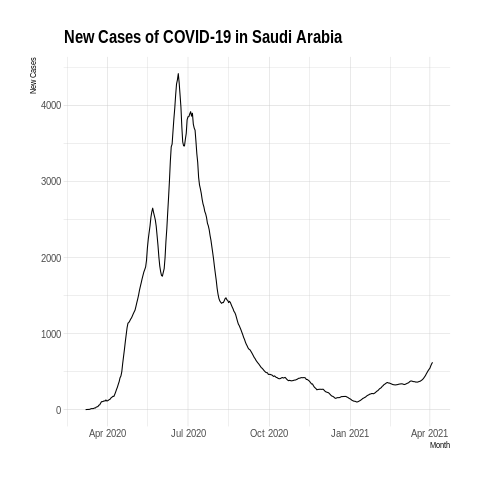 New Cases of COVID-19 in Saudi Arabia
New Cases
4000
3000
2000
1000
0
Apr 2020 Jul 2020 Oct 2020 Jan 2021 Apr 2021
Month